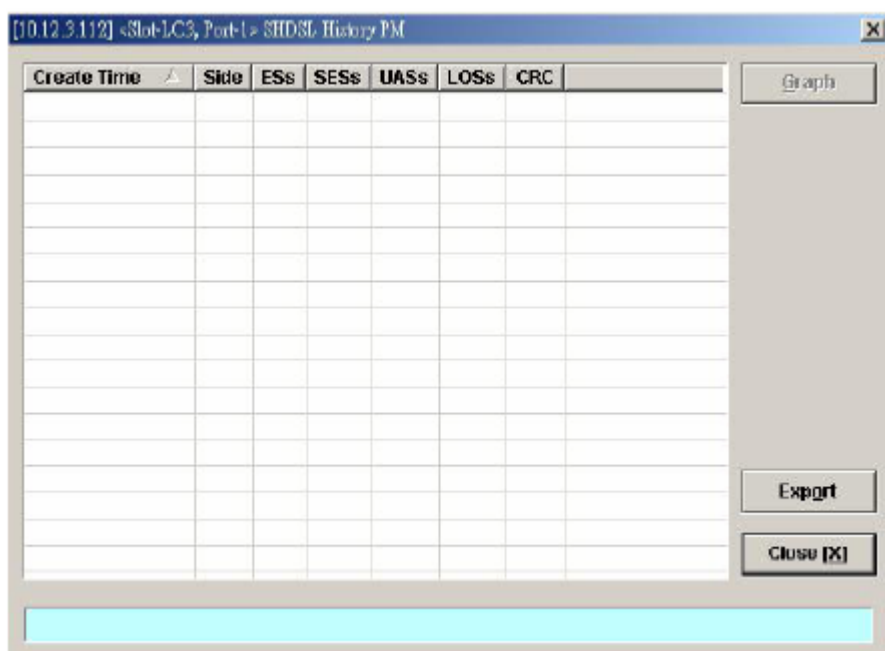 [10.12.3.112] <Slot-LC3, Port-1> SHDSL History PM
Create Time Side ESs SESs UASs LOSs CRC
Graph
Export
Close [X]